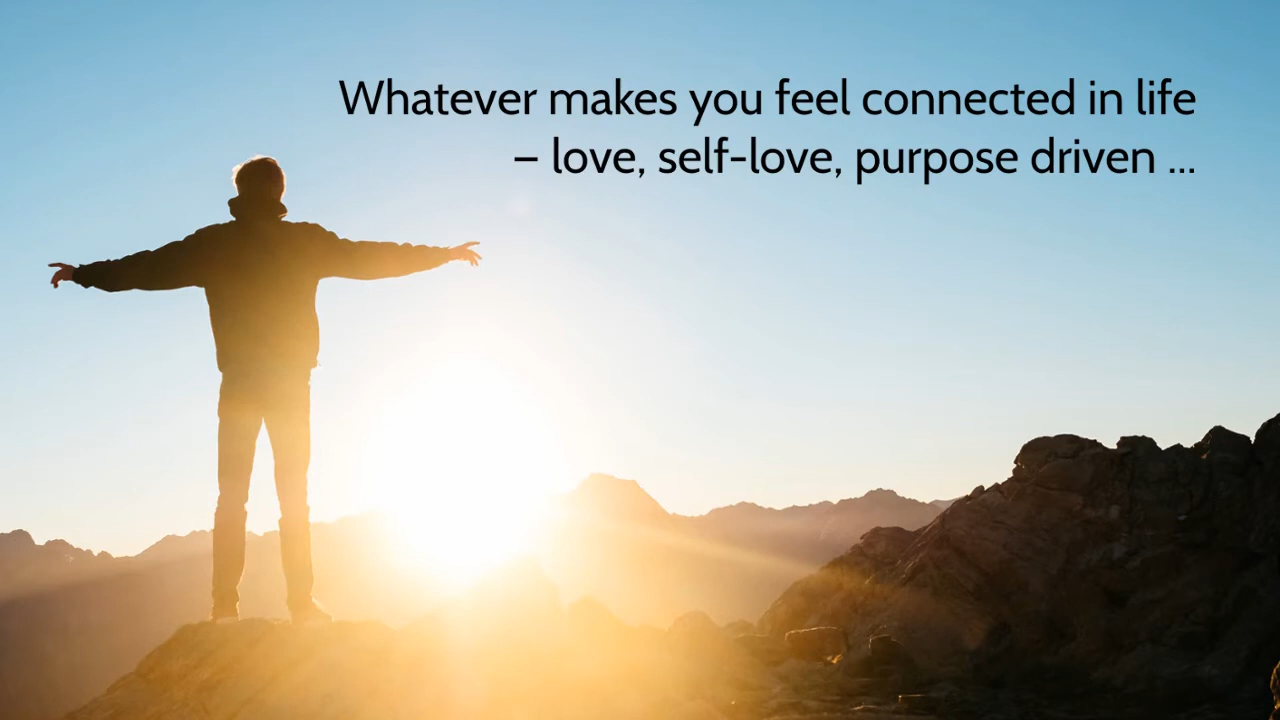 Whatever makes you feel connected in life
– love, self-love, purpose driven ...